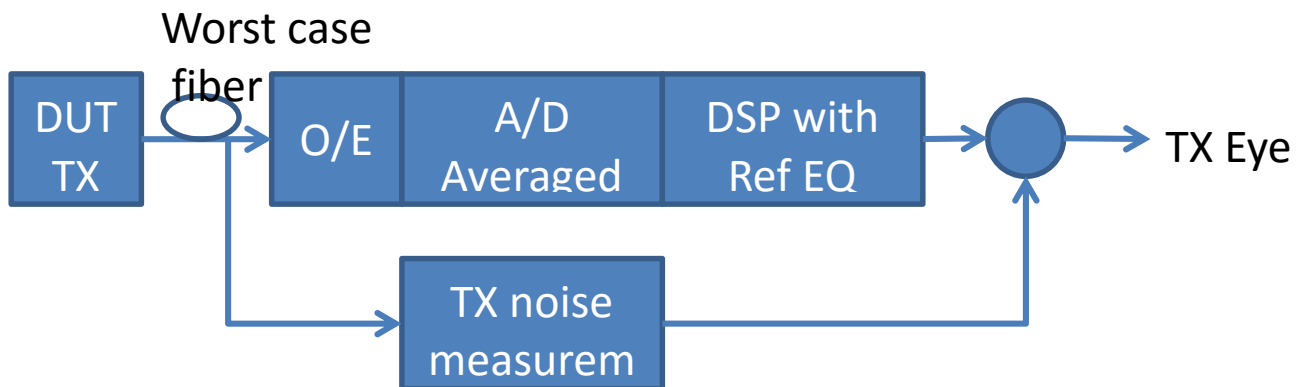 Worst case
fiber
DUT
TX
O/E
A/D
Averaged
DSP with
Ref EQ
TX Eye
TX noise
measurem